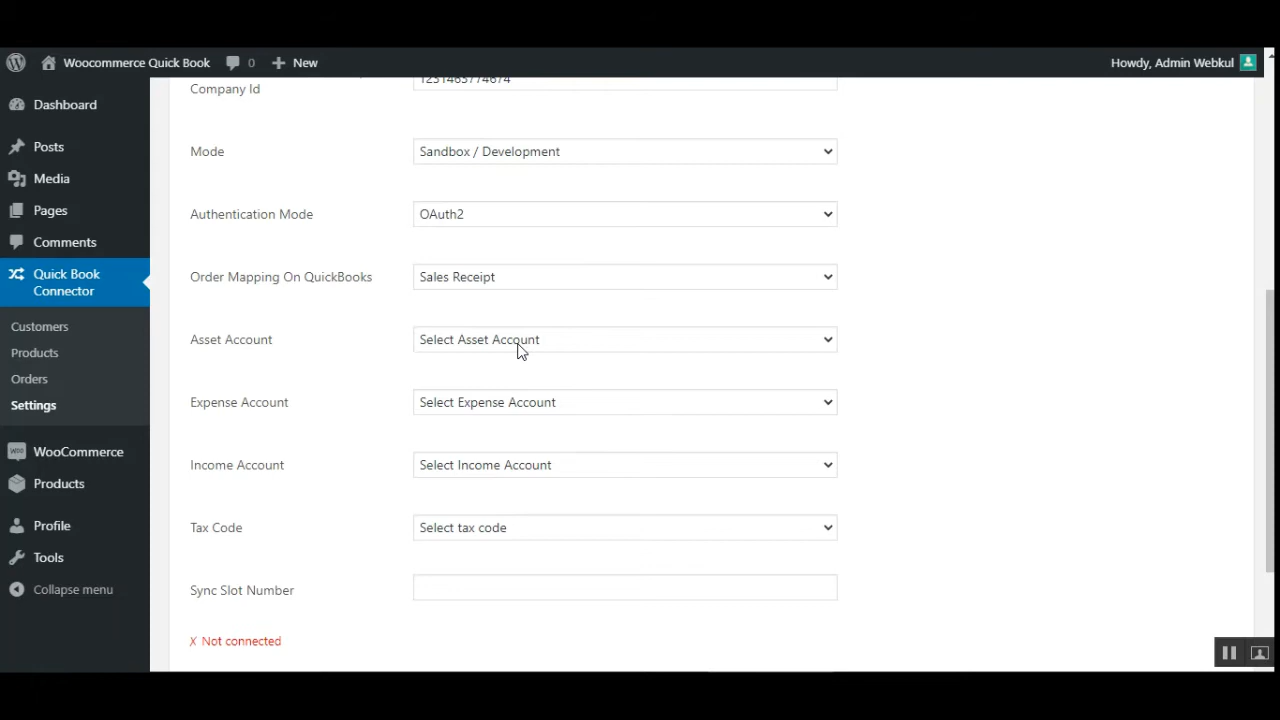 Woocommerce Quick Book
0
New
Howdy, Admin Webkul
Dashboard
Posts
Media
Pages
Comments
Quick Book
Connector
Customers
Products
Orders
Settings
WooCommerce
Products
Profile
Tools
Collapse menu
Company Id
Mode
Sandbox / Development
Authentication Mode
OAuth2
Order Mapping On QuickBooks
Sales Receipt
Asset Account
Select Asset Account
Expense Account
Select Expense Account
Income Account
Select Income Account
Tax Code
Select tax code
Sync Slot Number
X Not connected